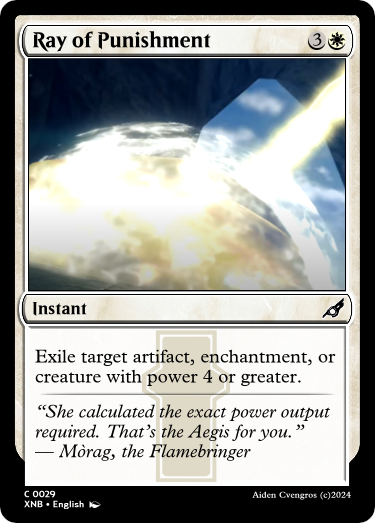 Ray of Punishment 3
Instant
Exile target artifact, enchantment, or
creature with power 4 or greater.
“She calculated the exact power output
required. That's the Aegis for you.”
— Mòrag, the Flamebringer
C 0029
XNB • English Aiden Cvengros (c)2024